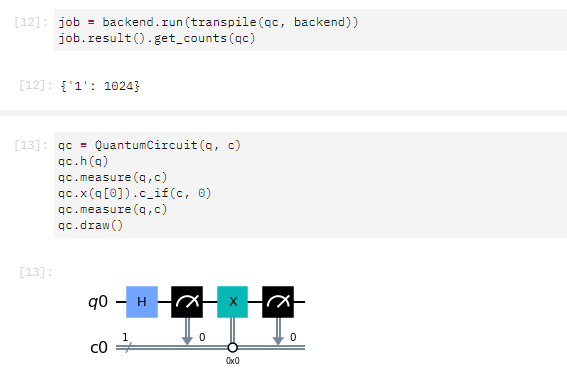 [12]: job = backend.run(transpile(qc, backend))
job.result().get_counts(qc)
[12]: {'1': 1024}
[13]: qc = QuantumCircuit(q, c)
qc.h(q)
qc.measure(q,c)
qc.x(q[0]).c_if(c, 0)
qc.measure(q,c)
qc.draw()
[13]:
q0 H X
1 0 0
c0
0x0